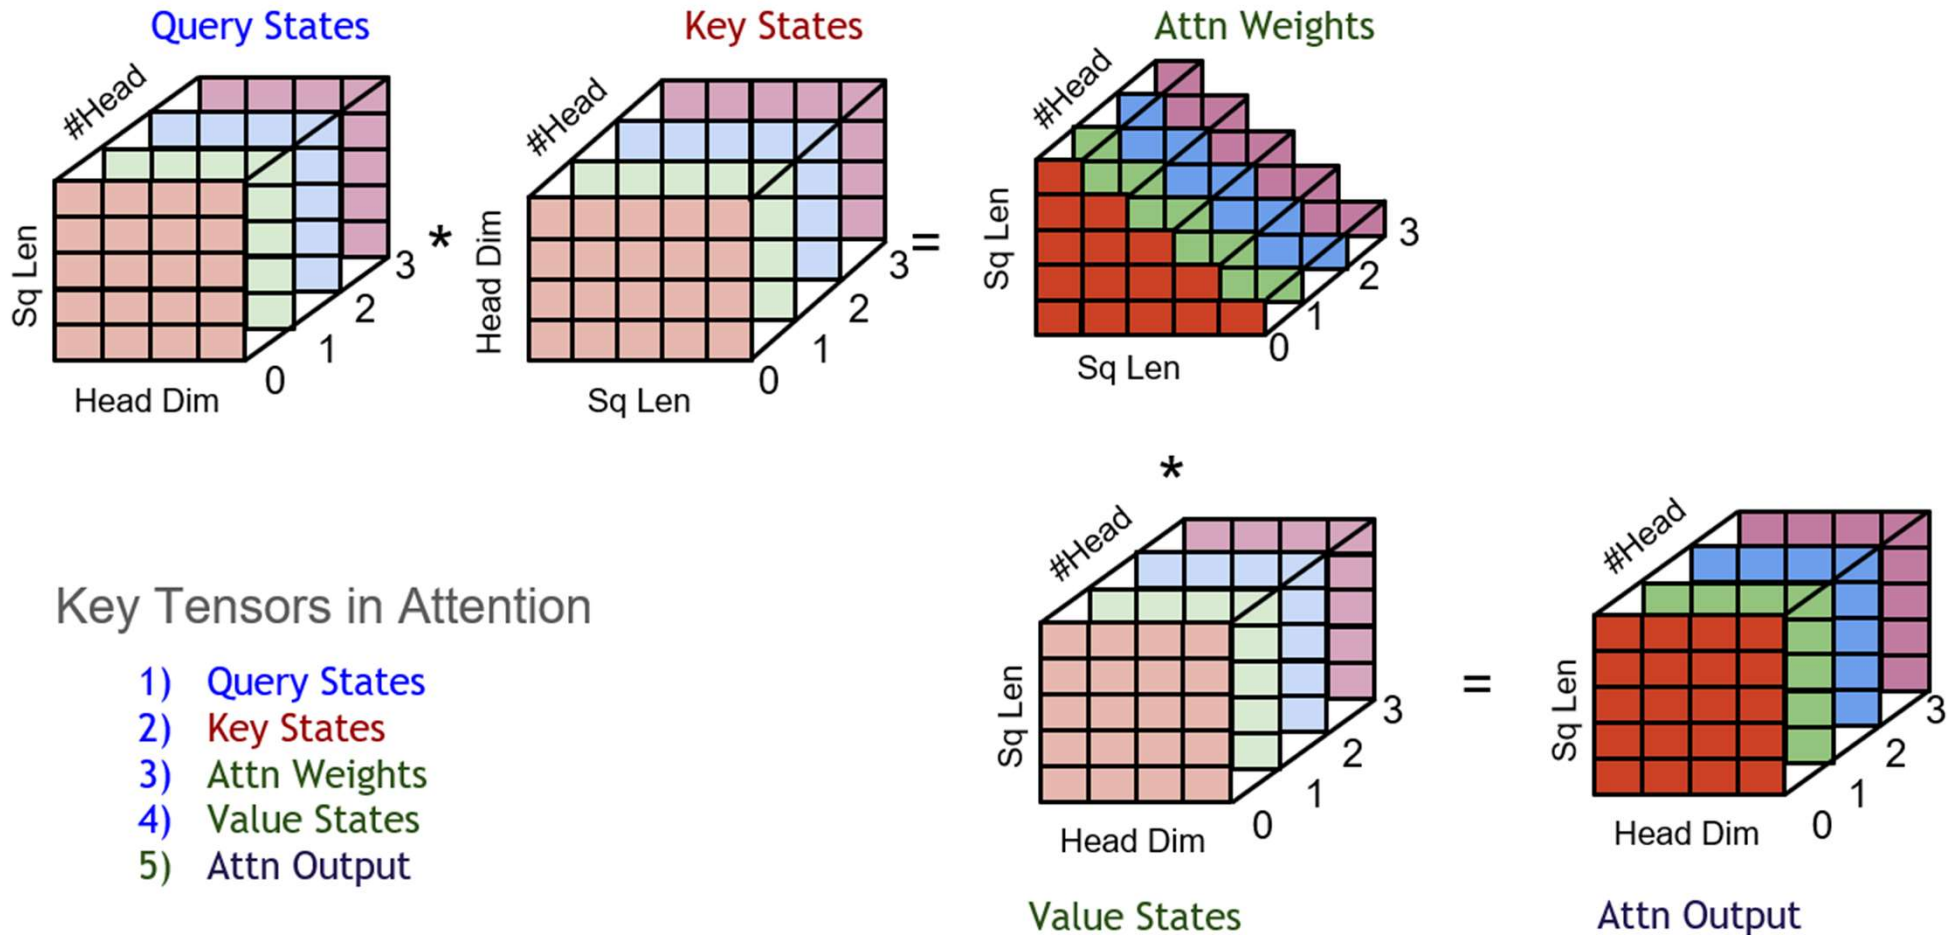 Query States
Key States
Attn Weights
#Head
#Head
#Head
Sq Len
Head Dim
Sq Len
3
*
3
=
3
2
2
2
1
1
1
0
0
0
Head Dim
Sq Len
Sq Len
*
#Head
#Head
Key Tensors in Attention
1) Query States
2) Key States
3) Attn Weights
4) Value States
5) Attn Output
Sq Len
=
Sq Len
3
3
2
2
1
1
0
0
Head Dim
Head Dim
Value States
Attn Output